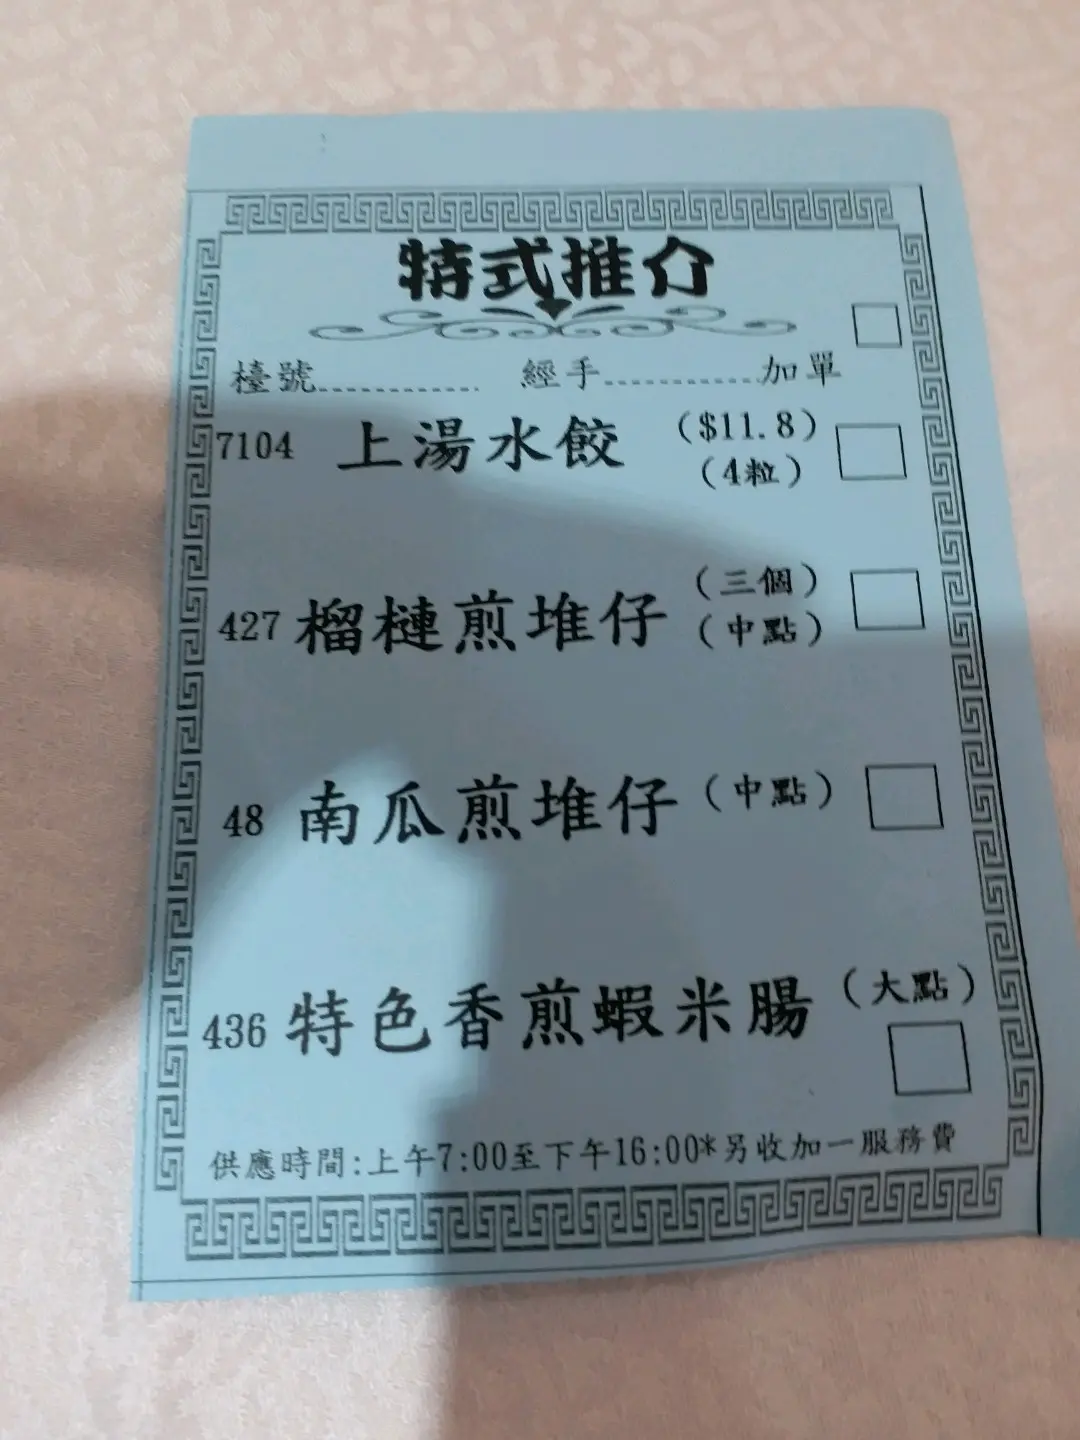 特式推介
檯號............ 經手............加單
7104 上湯水餃 ($11.8)
(4粒)
427 榴槤煎堆仔 (三個)
(中點)
48 南瓜煎堆仔 (中點)
436 特色香煎蝦米腸 (大點)
供應時間:上午7:00至下午16:00*另收加一服務費